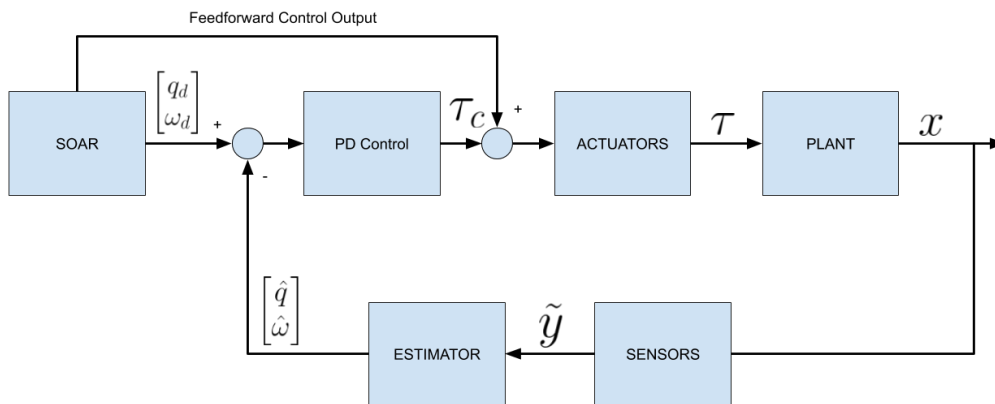 Feedforward Control Output
q_d
ω_d
+
τ_c
+
τ
x
SOAR
PD Control
ACTUATORS
PLANT
-
q̂
ω̂
ỹ
ESTIMATOR
SENSORS